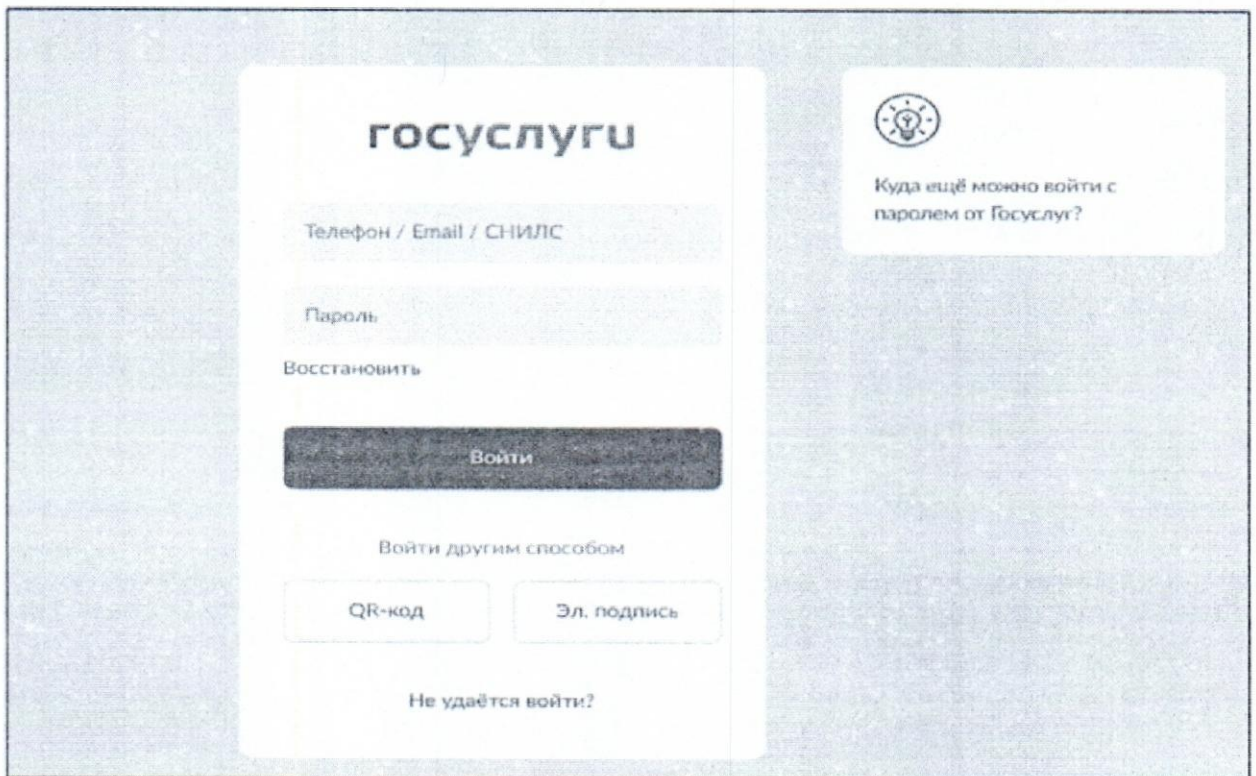 госуслуги
Телефон / Email / СНИЛС
Пароль
Восстановить
Войти
Войти другим способом
QR-код
Эл. подпись
Не удаётся войти?
Куда ещё можно войти с
паролем от Госуслуг?